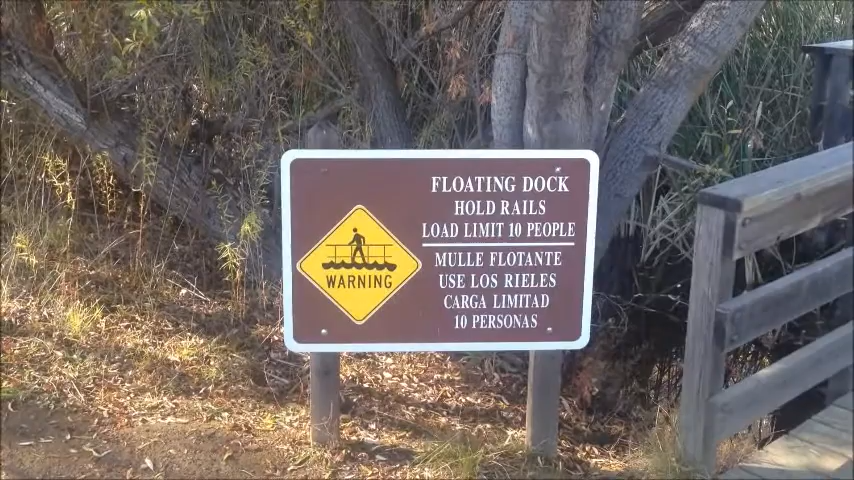 FLOATING DOCK
HOLD RAILS
LOAD LIMIT 10 PEOPLE
MULLE FLOTANTE
USE LOS RIELES
CARGA LIMITAD
10 PERSONAS
WARNING